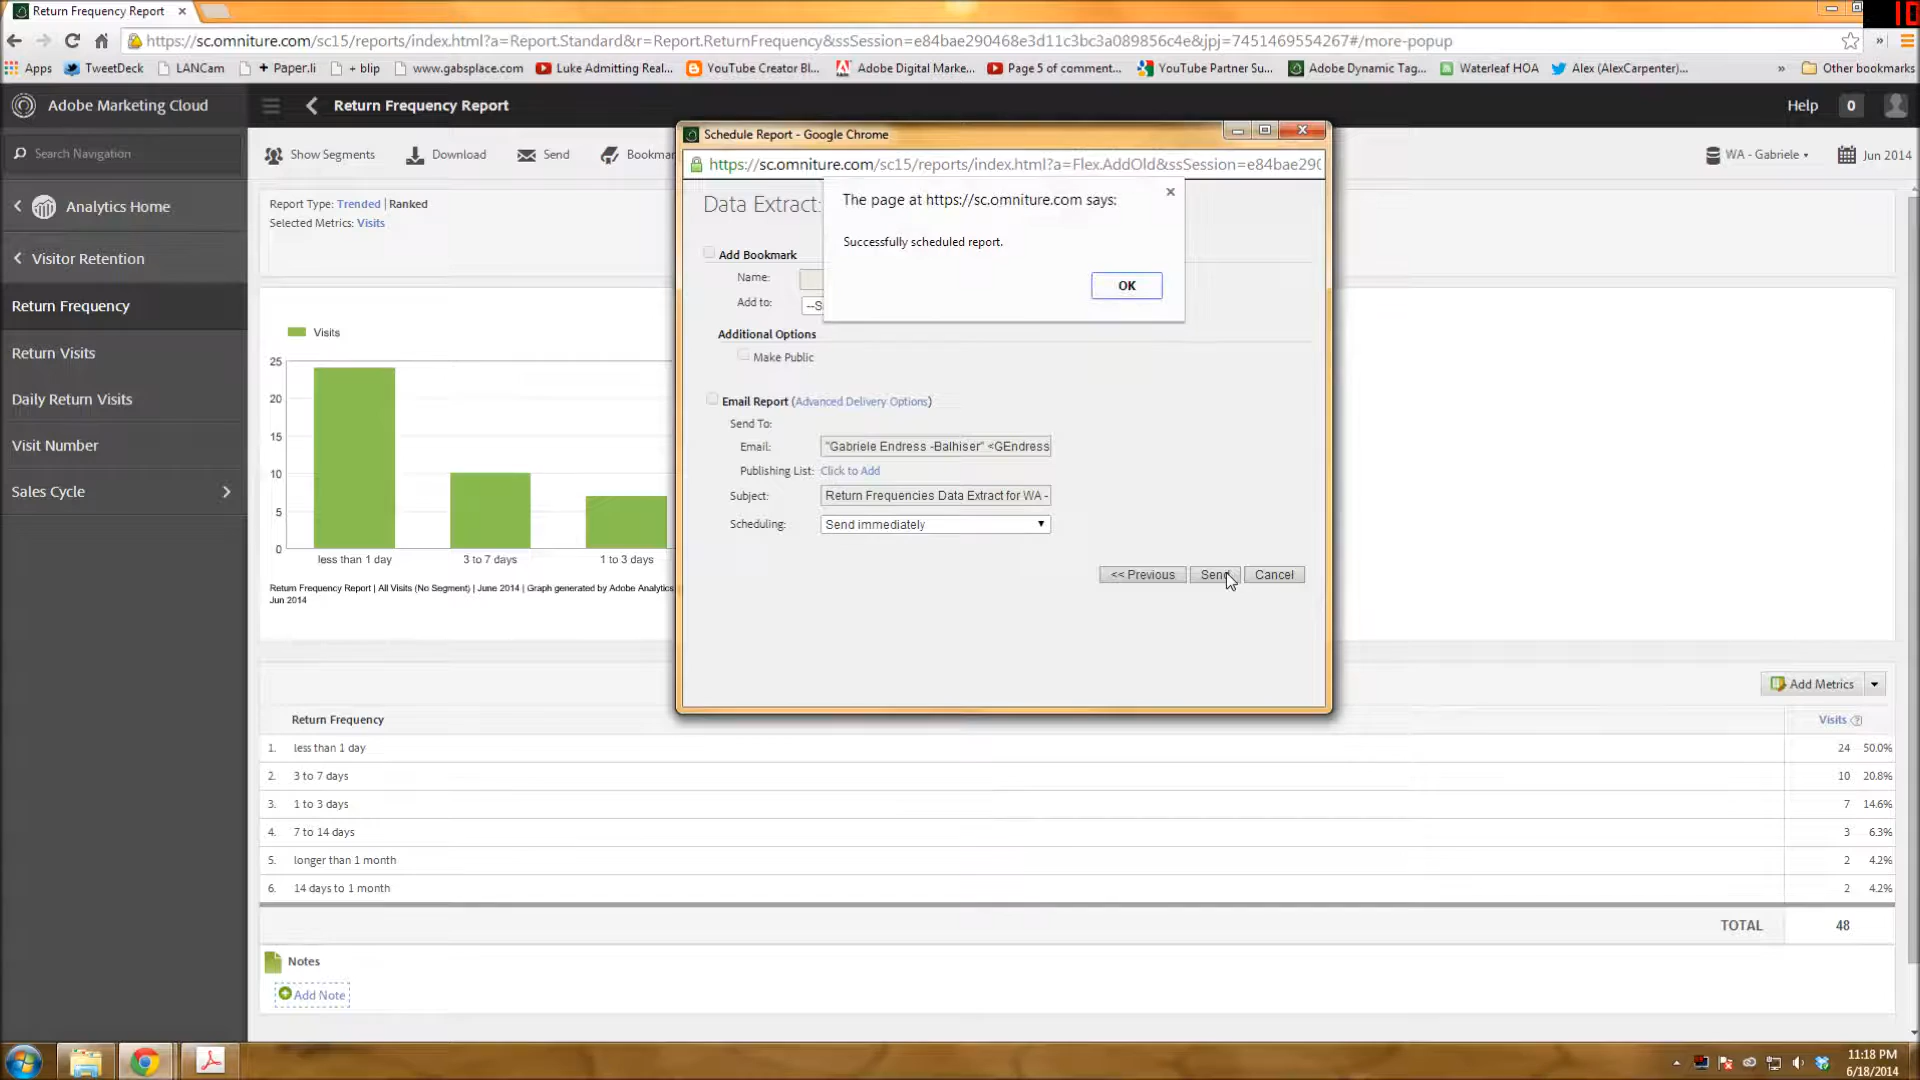 Return Frequency Report
https://sc.omniture.com/sc15/reports/index.html?a=Report.Standard&r=Report.ReturnFrequency&ssSession=e84bae290468e3d11c3bc3a089856c4e&jpj=7451469554267#/more-popup
Apps TweetDeck LANCam + Paper.li + blip www.gabsplace.com Luke Admitting Real... YouTube Creator Bl... Adobe Digital Marke... Page 5 of comment... YouTube Partner Su... Adobe Dynamic Tag... Waterleaf HOA Alex (AlexCarpenter)... » Other bookmarks
Adobe Marketing Cloud
Return Frequency Report
Help 0
Search Navigation
Show Segments Download Send Bookmar
WA - Gabriele Jun 2014
Analytics Home
Visitor Retention
Return Frequency
Return Visits
Daily Return Visits
Visit Number
Sales Cycle
Report Type: Trended | Ranked
Selected Metrics: Visits
Visits
25
20
15
10
5
0
less than 1 day 3 to 7 days 1 to 3 days
Return Frequency Report | All Visits (No Segment) | June 2014 | Graph generated by Adobe Analytics
Jun 2014
Schedule Report - Google Chrome
https://sc.omniture.com/sc15/reports/index.html?a=Flex.AddOld&ssSession=e84bae290
Data Extract:
The page at https://sc.omniture.com says:
Successfully scheduled report.
OK
Add Bookmark
Name:
Add to: --S
Additional Options
Make Public
Email Report (Advanced Delivery Options)
Send To:
Email: "Gabriele Endress -Balhiser" <GEndress
Publishing List: Click to Add
Subject: Return Frequencies Data Extract for WA -
Scheduling: Send immediately
<< Previous Send Cancel
Add Metrics
Return Frequency Visits
1. less than 1 day 24 50.0%
2. 3 to 7 days 10 20.8%
3. 1 to 3 days 7 14.6%
4. 7 to 14 days 3 6.3%
5. longer than 1 month 2 4.2%
6. 14 days to 1 month 2 4.2%
TOTAL 48
Notes
Add Note
11:18 PM
6/18/2014